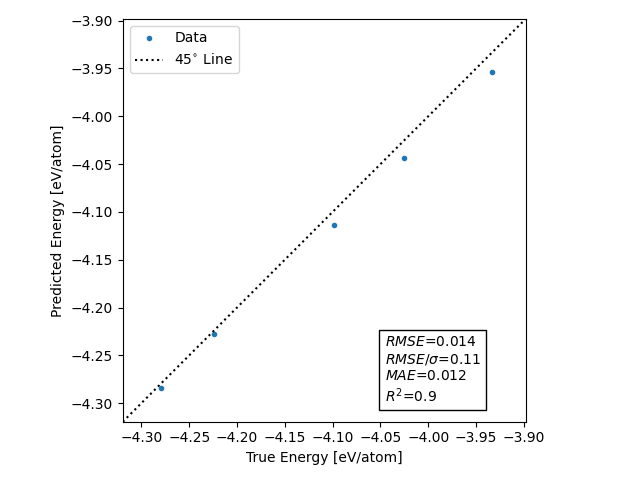 Data
45° Line
Predicted Energy [eV/atom]
−3.90
−3.95
−4.00
−4.05
−4.10
−4.15
−4.20
−4.25
−4.30
RMSE=0.014
RMSE/σ=0.11
MAE=0.012
R²=0.9
−4.30 −4.25 −4.20 −4.15 −4.10 −4.05 −4.00 −3.95 −3.90
True Energy [eV/atom]